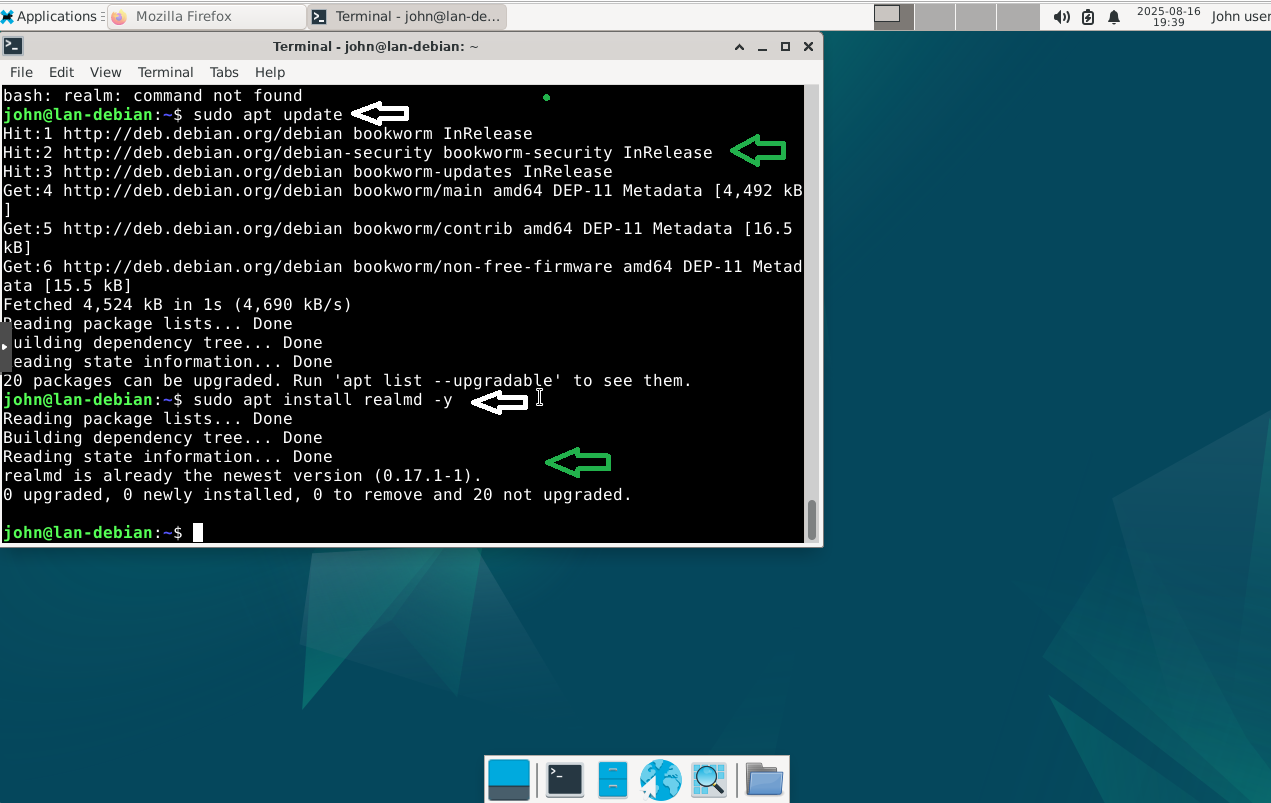 Applications
Mozilla Firefox
Terminal - john@lan-de...
2025-08-16
19:39
John user
Terminal - john@lan-debian: ~
File Edit View Terminal Tabs Help
bash: realm: command not found
john@lan-debian:~$ sudo apt update
Hit:1 http://deb.debian.org/debian bookworm InRelease
Hit:2 http://deb.debian.org/debian-security bookworm-security InRelease
Hit:3 http://deb.debian.org/debian bookworm-updates InRelease
Get:4 http://deb.debian.org/debian bookworm/main amd64 DEP-11 Metadata [4,492 kB
]
Get:5 http://deb.debian.org/debian bookworm/contrib amd64 DEP-11 Metadata [16.5
kB]
Get:6 http://deb.debian.org/debian bookworm/non-free-firmware amd64 DEP-11 Metad
ata [15.5 kB]
Fetched 4,524 kB in 1s (4,690 kB/s)
Reading package lists... Done
uilding dependency tree... Done
eading state information... Done
20 packages can be upgraded. Run 'apt list --upgradable' to see them.
john@lan-debian:~$ sudo apt install realmd -y
Reading package lists... Done
Building dependency tree... Done
Reading state information... Done
realmd is already the newest version (0.17.1-1).
0 upgraded, 0 newly installed, 0 to remove and 20 not upgraded.
john@lan-debian:~$